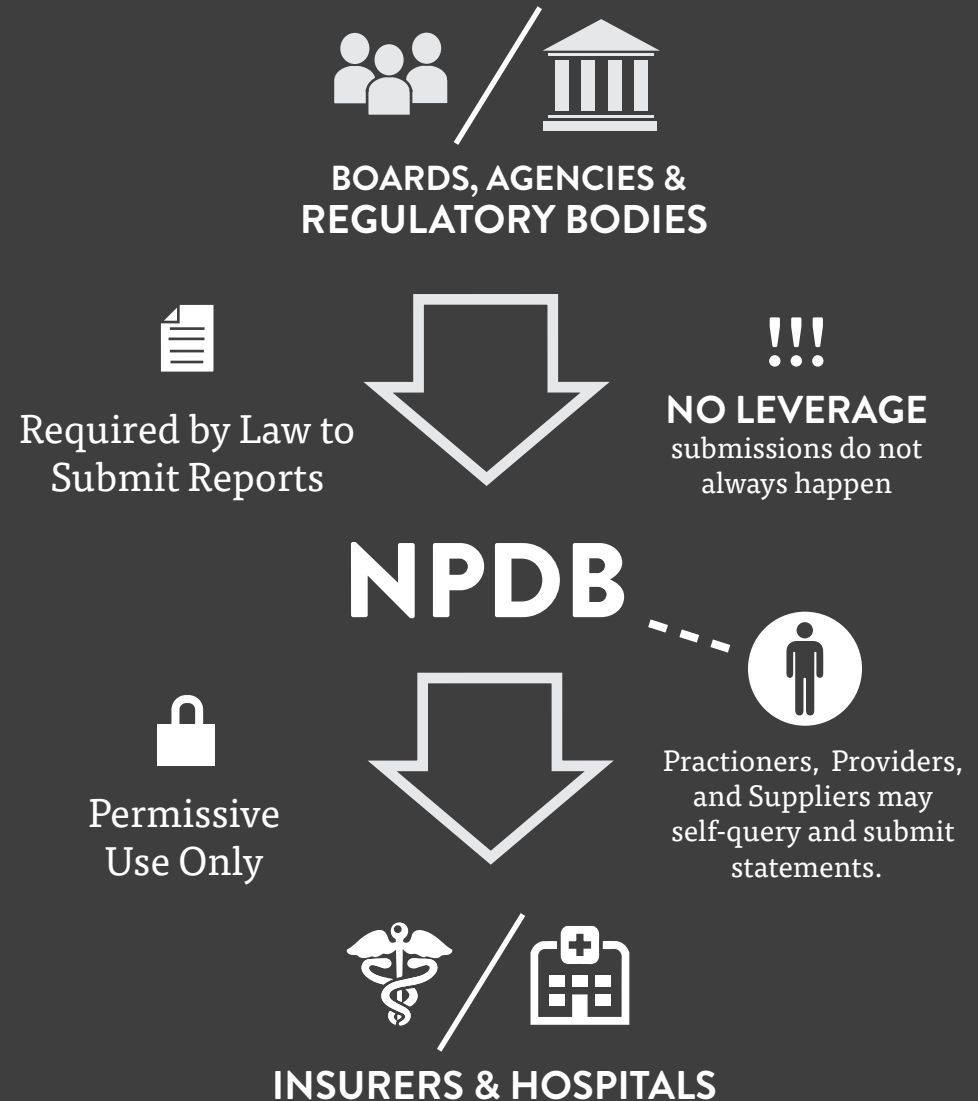 BOARDS, AGENCIES &
REGULATORY BODIES
Required by Law to
Submit Reports
!!!
NO LEVERAGE
submissions do not
always happen
NPDB
Permissive
Use Only
Practioners, Providers,
and Suppliers may
self-query and submit
statements.
INSURERS & HOSPITALS